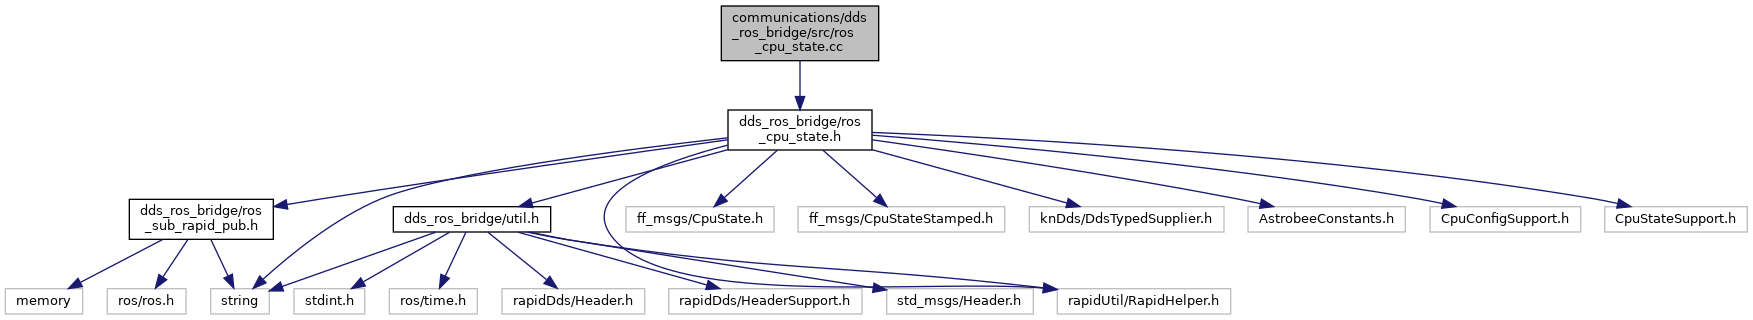 communications/dds
_ros_bridge/src/ros
_cpu_state.cc
dds_ros_bridge/ros
_cpu_state.h
dds_ros_bridge/ros
_sub_rapid_pub.h
dds_ros_bridge/util.h
ff_msgs/CpuState.h
ff_msgs/CpuStateStamped.h
knDds/DdsTypedSupplier.h
AstrobeeConstants.h
CpuConfigSupport.h
CpuStateSupport.h
memory
ros/ros.h
string
stdint.h
ros/time.h
rapidDds/Header.h
rapidDds/HeaderSupport.h
std_msgs/Header.h
rapidUtil/RapidHelper.h